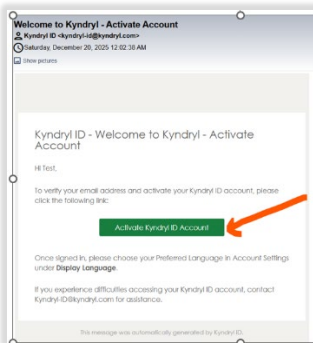 Welcome to Kyndryl - Activate Account
Kyndryl ID <kyndryl-id@kyndryl.com>
Saturday, December 20, 2025 12:02:38 AM
Show pictures
Kyndryl ID - Welcome to Kyndryl - Activate
Account
Hi Test,
To verify your email address and activate your Kyndryl ID account, please
click the following link:
Activate Kyndryl ID Account
Once signed in, please choose your Preferred Language in Account Settings
under Display Language.
If you experience difficulties accessing your Kyndryl ID account, contact
Kyndryl-ID@kyndryl.com for assistance.
This message was automatically generated by Kyndryl ID.